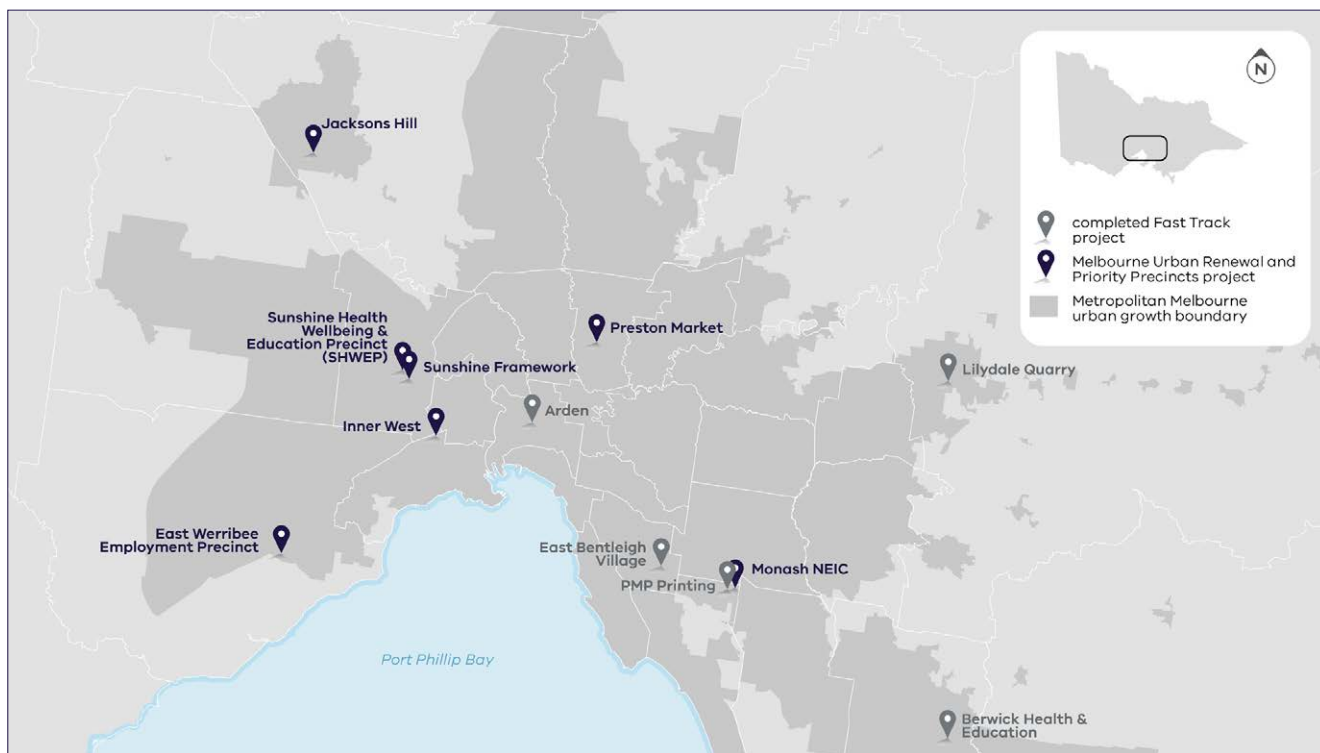 Jacksons Hill
Sunshine Health
Wellbeing &
Education Precinct
(SHWEP)
Sunshine Framework
Preston Market
Inner West
Arden
Lilydale Quarry
East Werribee
Employment Precinct
East Bentleigh
Village
PMP Printing
Monash NEIC
Port Phillip Bay
Berwick Health &
Education
N
completed Fast Track
project
Melbourne Urban Renewal and
Priority Precincts project
Metropolitan Melbourne
urban growth boundary